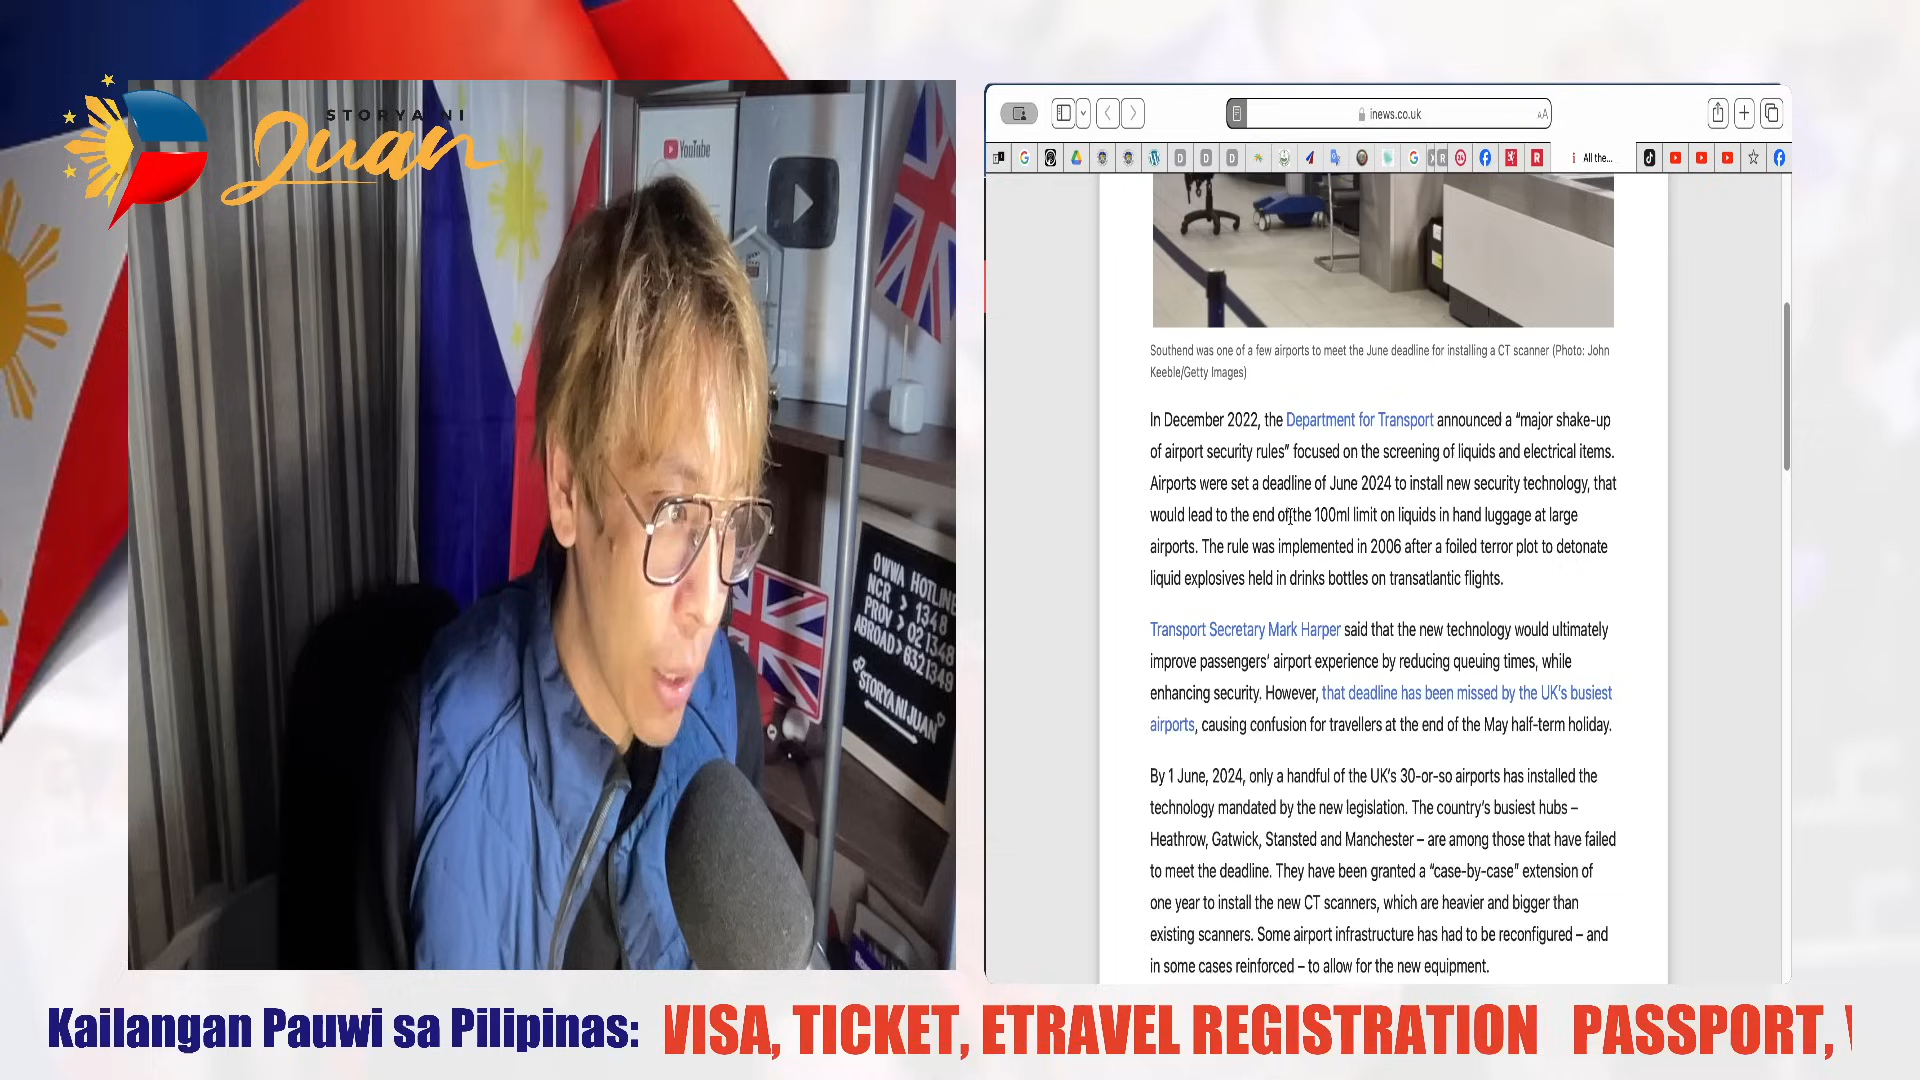 STORYA NI
Juan
YouTube
OWWA HOTLINE
NCR > 1348
PROV > 021348
ABROAD > 6321348
STORYANIJUAN
inews.co.uk
AA
All the...
Southend was one of a few airports to meet the June deadline for installing a CT scanner (Photo: John
Keeble/Getty Images)
In December 2022, the Department for Transport announced a “major shake-up
of airport security rules” focused on the screening of liquids and electrical items.
Airports were set a deadline of June 2024 to install new security technology, that
would lead to the end of the 100ml limit on liquids in hand luggage at large
airports. The rule was implemented in 2006 after a foiled terror plot to detonate
liquid explosives held in drinks bottles on transatlantic flights.
Transport Secretary Mark Harper said that the new technology would ultimately
improve passengers’ airport experience by reducing queuing times, while
enhancing security. However, that deadline has been missed by the UK’s busiest
airports, causing confusion for travellers at the end of the May half-term holiday.
By 1 June, 2024, only a handful of the UK’s 30-or-so airports has installed the
technology mandated by the new legislation. The country’s busiest hubs –
Heathrow, Gatwick, Stansted and Manchester – are among those that have failed
to meet the deadline. They have been granted a “case-by-case” extension of
one year to install the new CT scanners, which are heavier and bigger than
existing scanners. Some airport infrastructure has had to be reconfigured – and
in some cases reinforced – to allow for the new equipment.
Kailangan Pauwi sa Pilipinas: VISA, TICKET, ETRAVEL REGISTRATION PASSPORT,